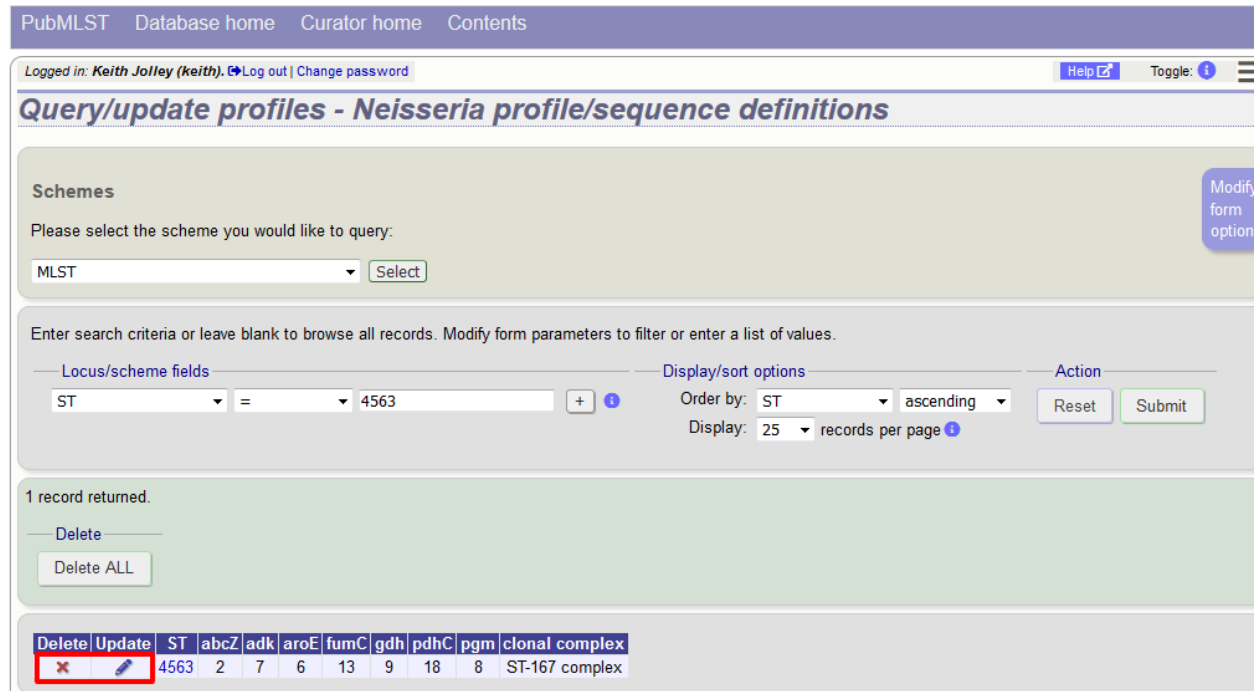 PubMLST Database home Curator home Contents
Logged in: Keith Jolley (keith). Log out | Change password Help Toggle:
Query/update profiles - Neisseria profile/sequence definitions
Schemes
Please select the scheme you would like to query:
MLST Select
Modify
form
option
Enter search criteria or leave blank to browse all records. Modify form parameters to filter or enter a list of values.
Locus/scheme fields Display/sort options Action
ST = 4563 + Order by: ST ascending Reset Submit
Display: 25 records per page
1 record returned.
Delete
Delete ALL
Delete Update ST abcZ adk aroE fumC gdh pdhC pgm clonal complex
4563 2 7 6 13 9 18 8 ST-167 complex